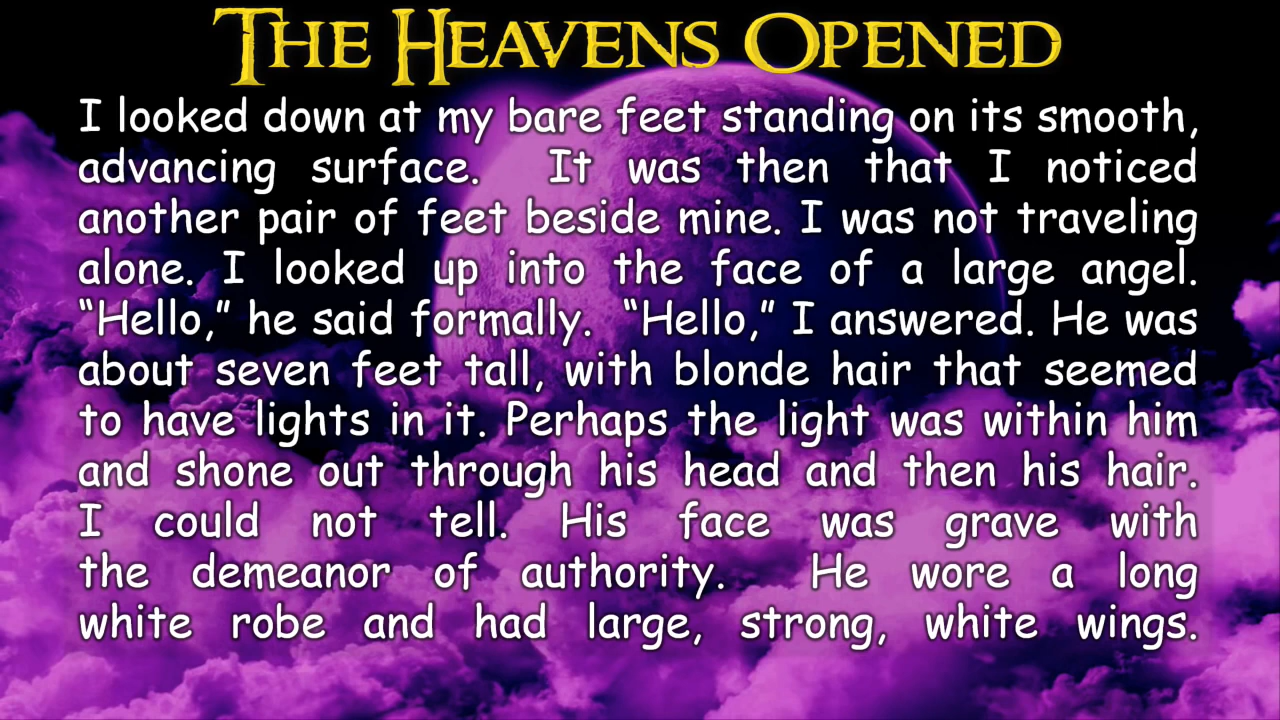 The Heavens Opened
I looked down at my bare feet standing on its smooth,
advancing surface.  It was then that I noticed
another pair of feet beside mine. I was not traveling
alone. I looked up into the face of a large angel.
“Hello,” he said formally.  “Hello,” I answered. He was
about seven feet tall, with blonde hair that seemed
to have lights in it. Perhaps the light was within him
and shone out through his head and then his hair.
I could not tell. His face was grave with
the demeanor of authority.  He wore a long
white robe and had large, strong, white wings.